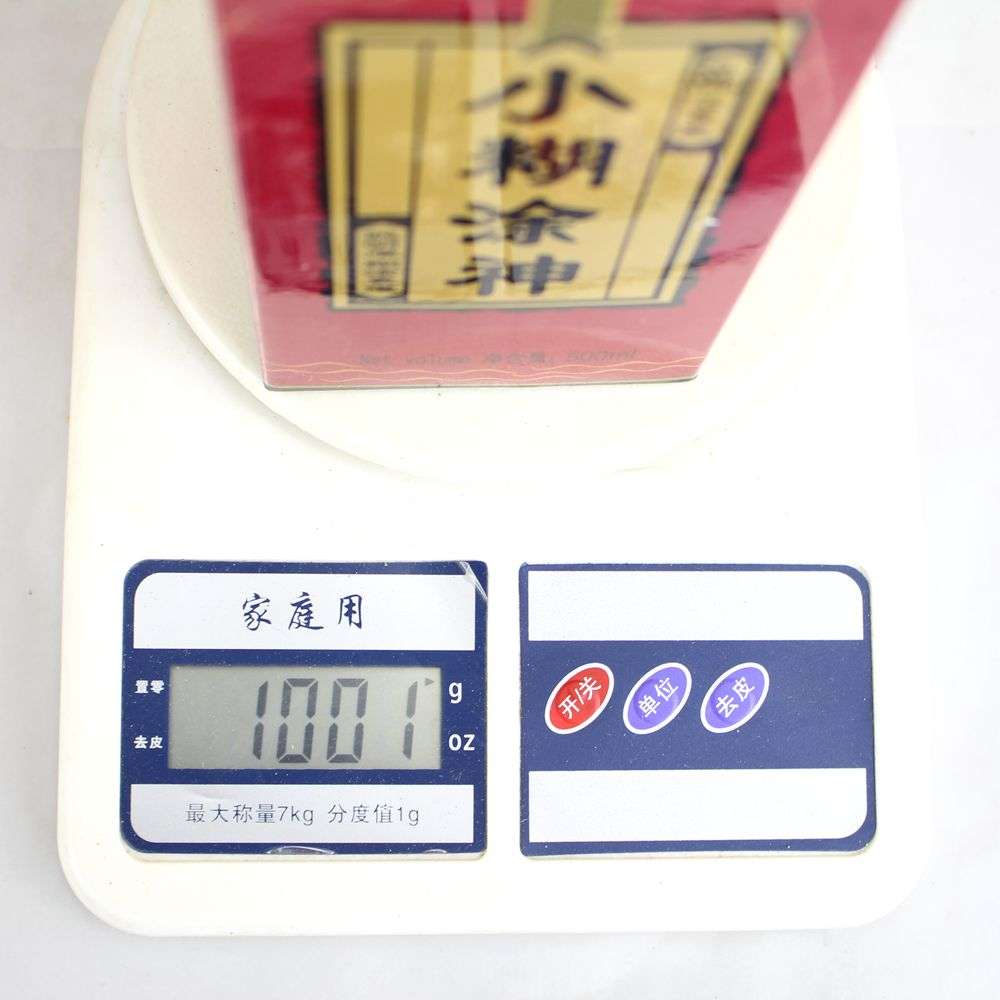 小糊涂神
Net volume 净含量: 500ml
家庭用
置零
1001
g
去皮
oz
最大称量7kg 分度值1g
开/关
单位
去皮